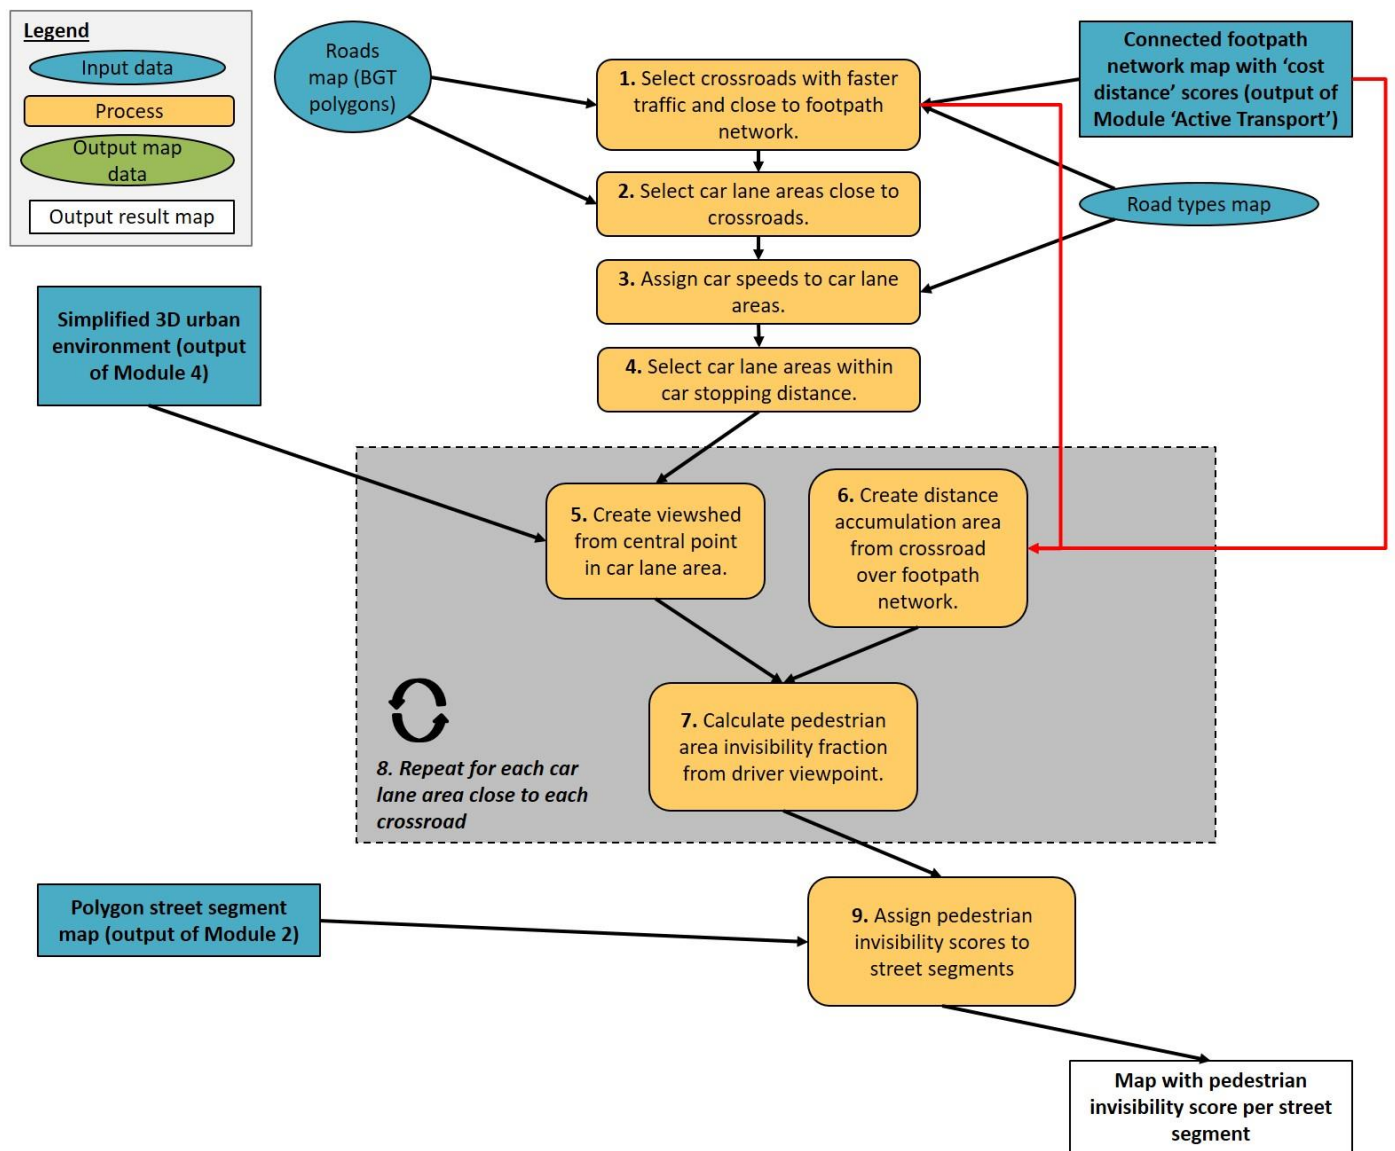 Legend
Input data
Process
Output map
data
Output result map
Roads
map (BGT
polygons)
1. Select crossroads with faster
traffic and close to footpath
network.
Connected footpath
network map with ‘cost
distance’ scores (output of
Module ‘Active Transport’)
2. Select car lane areas close to
crossroads.
Road types map
3. Assign car speeds to car lane
areas.
Simplified 3D urban
environment (output
of Module 4)
4. Select car lane areas within
car stopping distance.
5. Create viewshed
from central point
in car lane area.
6. Create distance
accumulation area
from crossroad
over footpath
network.
7. Calculate pedestrian
area invisibility fraction
from driver viewpoint.
8. Repeat for each car
lane area close to each
crossroad
Polygon street segment
map (output of Module 2)
9. Assign pedestrian
invisibility scores to
street segments
Map with pedestrian
invisibility score per street
segment